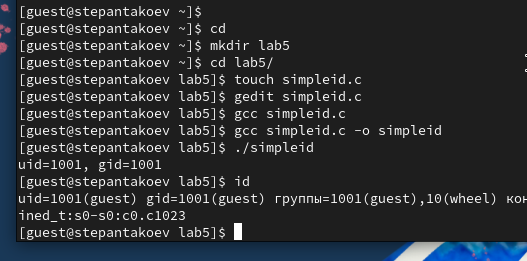 [guest@stepantakoev ~]$
[guest@stepantakoev ~]$ cd
[guest@stepantakoev ~]$ mkdir lab5
[guest@stepantakoev ~]$ cd lab5/
[guest@stepantakoev lab5]$ touch simpleid.c
[guest@stepantakoev lab5]$ gedit simpleid.c
[guest@stepantakoev lab5]$ gcc simpleid.c
[guest@stepantakoev lab5]$ gcc simpleid.c -o simpleid
[guest@stepantakoev lab5]$ ./simpleid
uid=1001, gid=1001
[guest@stepantakoev lab5]$ id
uid=1001(guest) gid=1001(guest) группы=1001(guest),10(wheel) кон
ined_t:s0-s0:c0.c1023
[guest@stepantakoev lab5]$